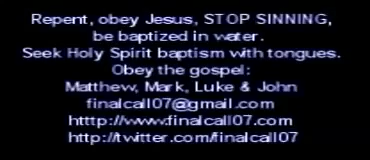 Repent, obey Jesus, STOP SINNING,
be baptized in water.
Seek Holy Spirit baptism with tongues.
Obey the gospel:
Matthew, Mark, Luke & John
finalcall07@gmail.com
htttp://www.finalcall07.com
http://twitter.com/finalcall07